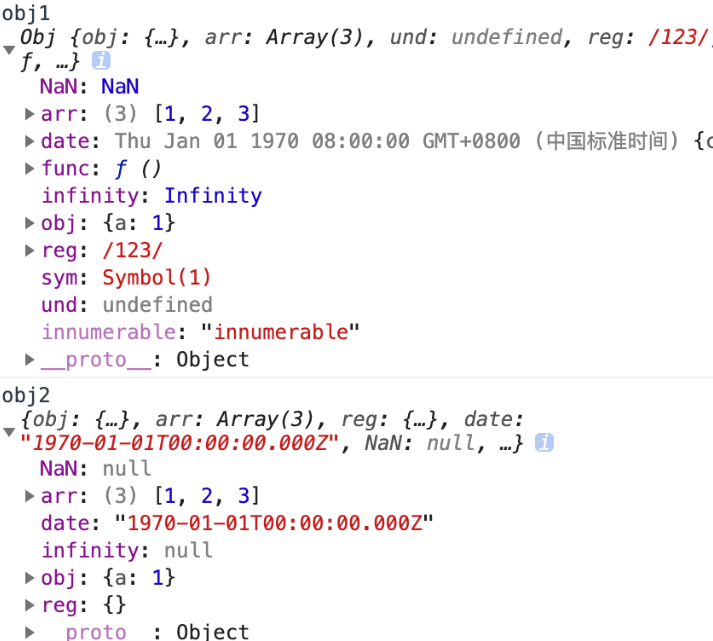 obj1
Obj {obj: {…}, arr: Array(3), und: undefined, reg: /123/,
f, …} i
NaN: NaN
arr: (3) [1, 2, 3]
date: Thu Jan 01 1970 08:00:00 GMT+0800 (中国标准时间) {c
func: f ()
infinity: Infinity
obj: {a: 1}
reg: /123/
sym: Symbol(1)
und: undefined
innumerable: "innumerable"
__proto__: Object
obj2
{obj: {…}, arr: Array(3), reg: {…}, date:
"1970-01-01T00:00:00.000Z", NaN: null, …} i
NaN: null
arr: (3) [1, 2, 3]
date: "1970-01-01T00:00:00.000Z"
infinity: null
obj: {a: 1}
reg: {}
__proto__: Object